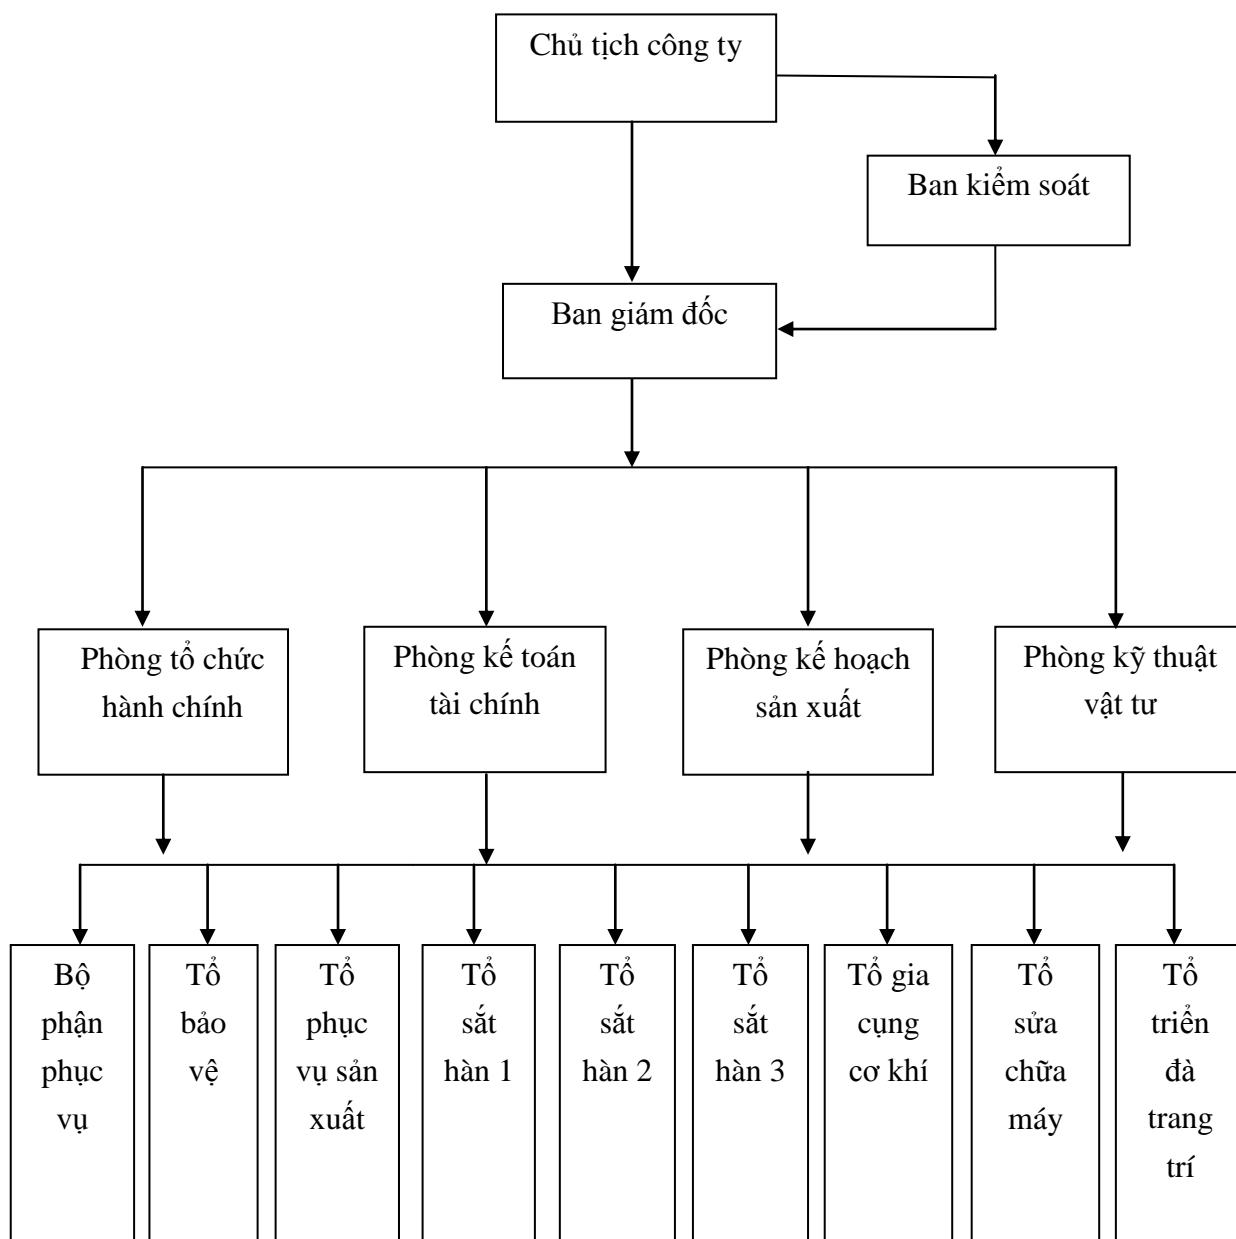 Chủ tịch công ty
Ban kiểm soát
Ban giám đốc
Phòng tổ chức
hành chính
Phòng kế toán
tài chính
Phòng kế hoạch
sản xuất
Phòng kỹ thuật
vật tư
Bộ
phận
phục
vụ
Tổ
bảo
vệ
Tổ
phục
vụ sản
xuất
Tổ
sắt
hàn 1
Tổ
sắt
hàn 2
Tổ
sắt
hàn 3
Tổ gia
cụng
cơ khí
Tổ
sửa
chữa
máy
Tổ
triển
đà
trang
trí